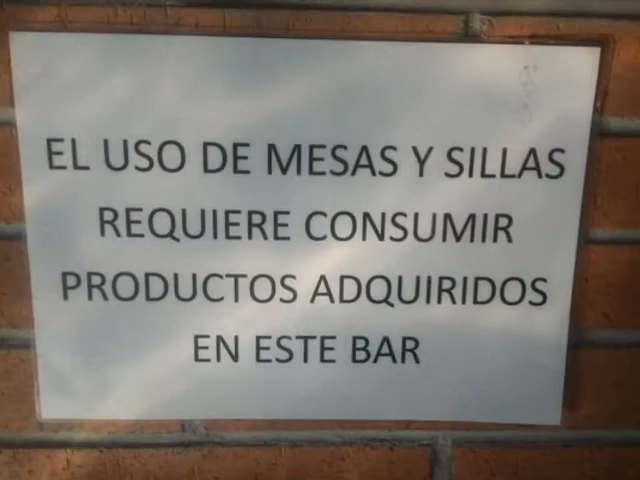 EL USO DE MESAS Y SILLAS
REQUIERE CONSUMIR
PRODUCTOS ADQUIRIDOS
EN ESTE BAR